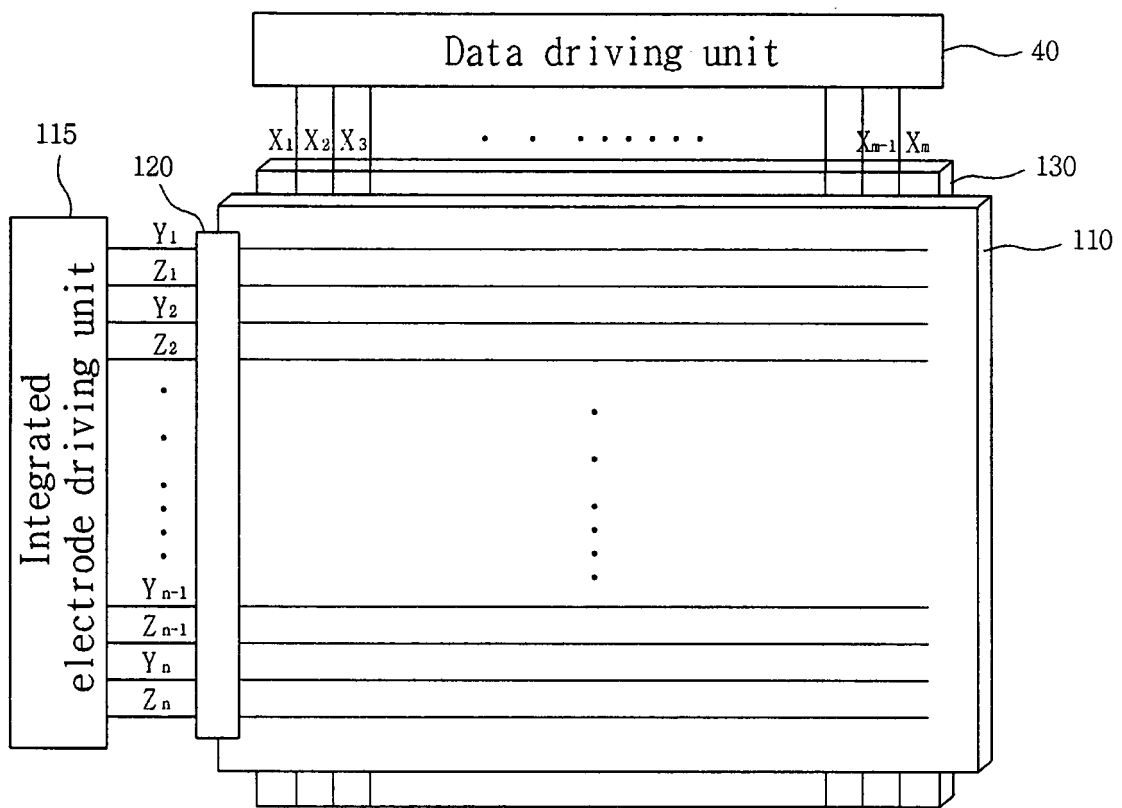 Data driving unit
40
X1 X2 X3 . . . . . . . . Xm-1 Xm
130
115
120
110
Y1
Z1
Y2
Z2
Yn-1
Zn-1
Yn
Zn
Integrated
electrode driving unit